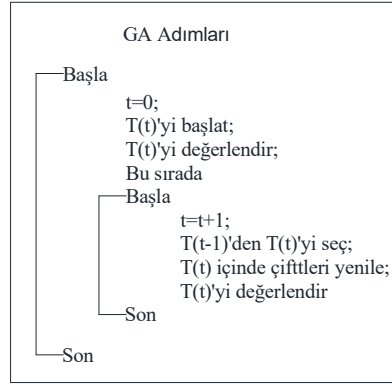 GA Adımları
Başla
t=0;
T(t)'yi başlat;
T(t)'yi değerlendir;
Bu sırada
Başla
t=t+1;
T(t-1)'den T(t)'yi seç;
T(t) içinde çifttleri yenile;
T(t)'yi değerlendir
Son
Son